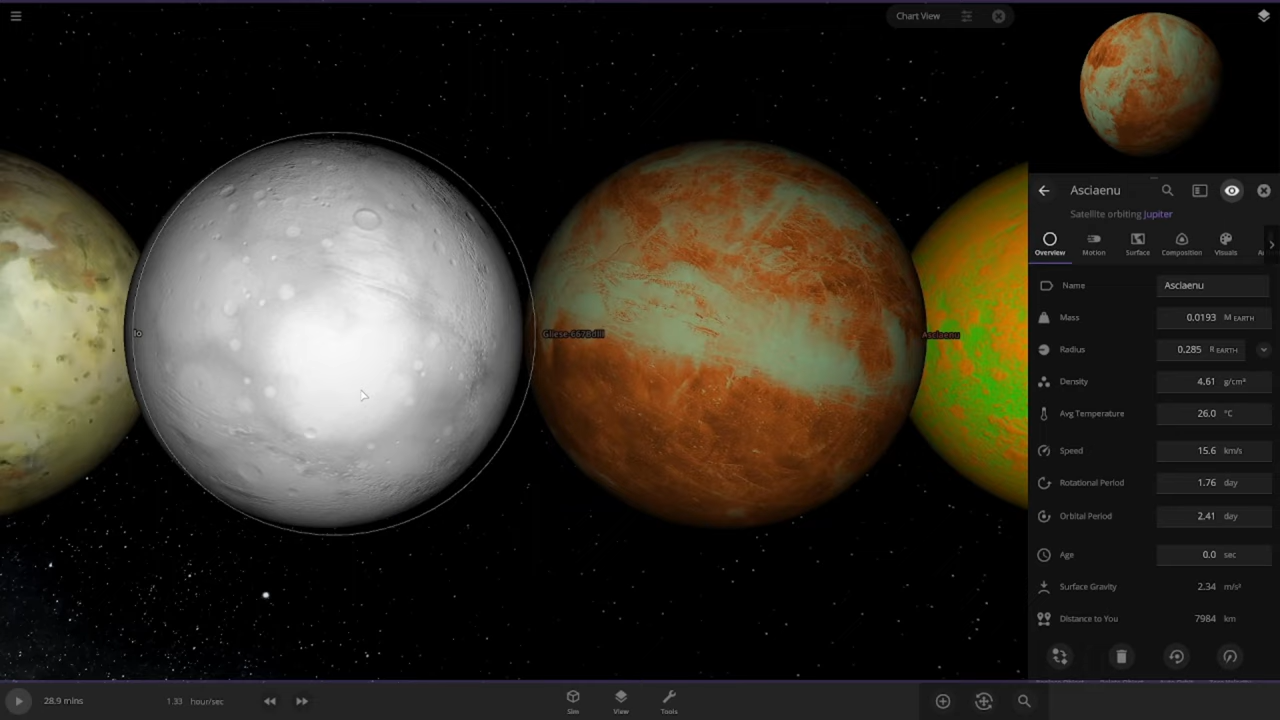 Chart View
Io
Asciaenu
Asciaenu
Satellite orbiting Jupiter
Overview
Motion
Surface
Composition
Visuals
Name
Asciaenu
Mass
0.0193 M EARTH
Radius
0.285 R EARTH
Density
4.61 g/cm³
Avg Temperature
26.0 °C
Speed
15.6 km/s
Rotational Period
1.76 day
Orbital Period
2.41 day
Age
0.0 sec
Surface Gravity
2.34 m/s²
Distance to You
7984 km
28.9 mins
1.33 hour/sec
Sim
View
Tools